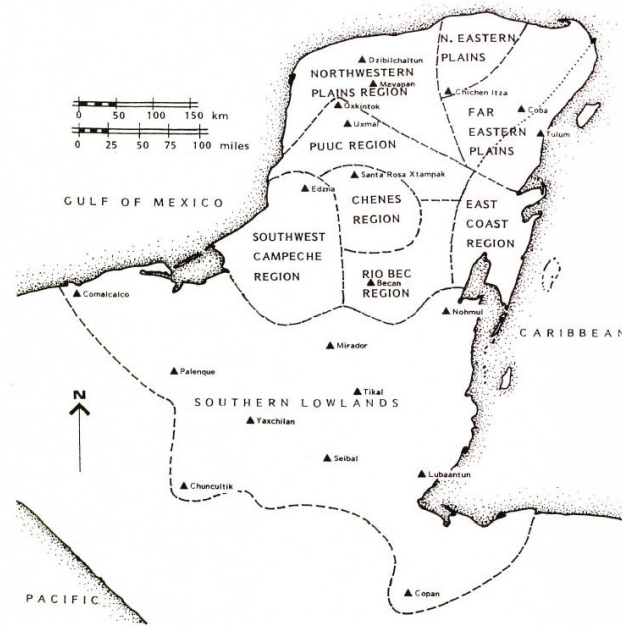 N. EASTERN
PLAINS
Dzibilchaltun
NORTHWESTERN
Mayapan
PLAINS REGION
Chichen Itza
Oxkintok
Coba
FAR
EASTERN
PLAINS
Uxmal
Tulum
PUUC REGION
0 50 100 150 km
0 25 50 75 100 miles
Santa Rosa Xtampak
Edzna
CHENES
REGION
EAST
COAST
REGION
GULF OF MEXICO
SOUTHWEST
CAMPECHE
REGION
RIO BEC
Becan
REGION
Comalcalco
Nohmul
CARIBBEAN
Mirador
Palenque
Tikal
SOUTHERN LOWLANDS
N
Yaxchilan
Seibal
Lubaantun
Chuncultik
Copan
PACIFIC